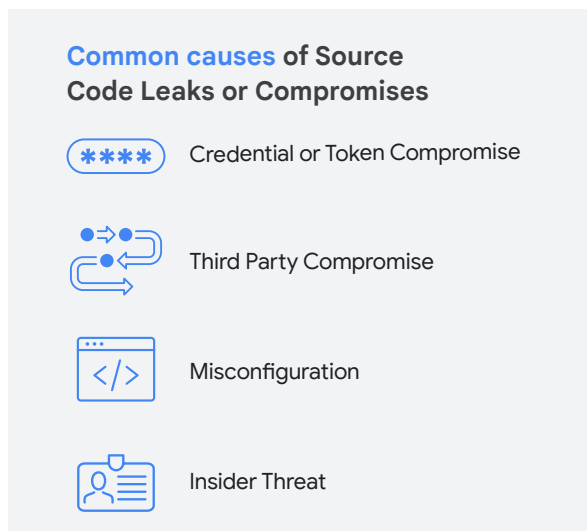 Common causes of Source
Code Leaks or Compromises
****
Credential or Token Compromise
Third Party Compromise
</>
Misconfiguration
Insider Threat